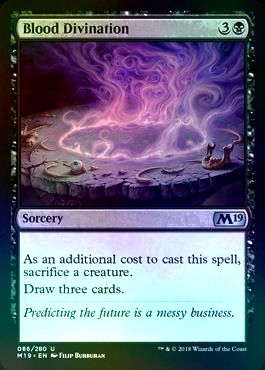 Blood Divination 3
Sorcery M19
As an additional cost to cast this spell,
sacrifice a creature.
Draw three cards.
Predicting the future is a messy business.
086/280 U
M19 • EN FILIP BURBURAN ™ & © 2018 Wizards of the Coast